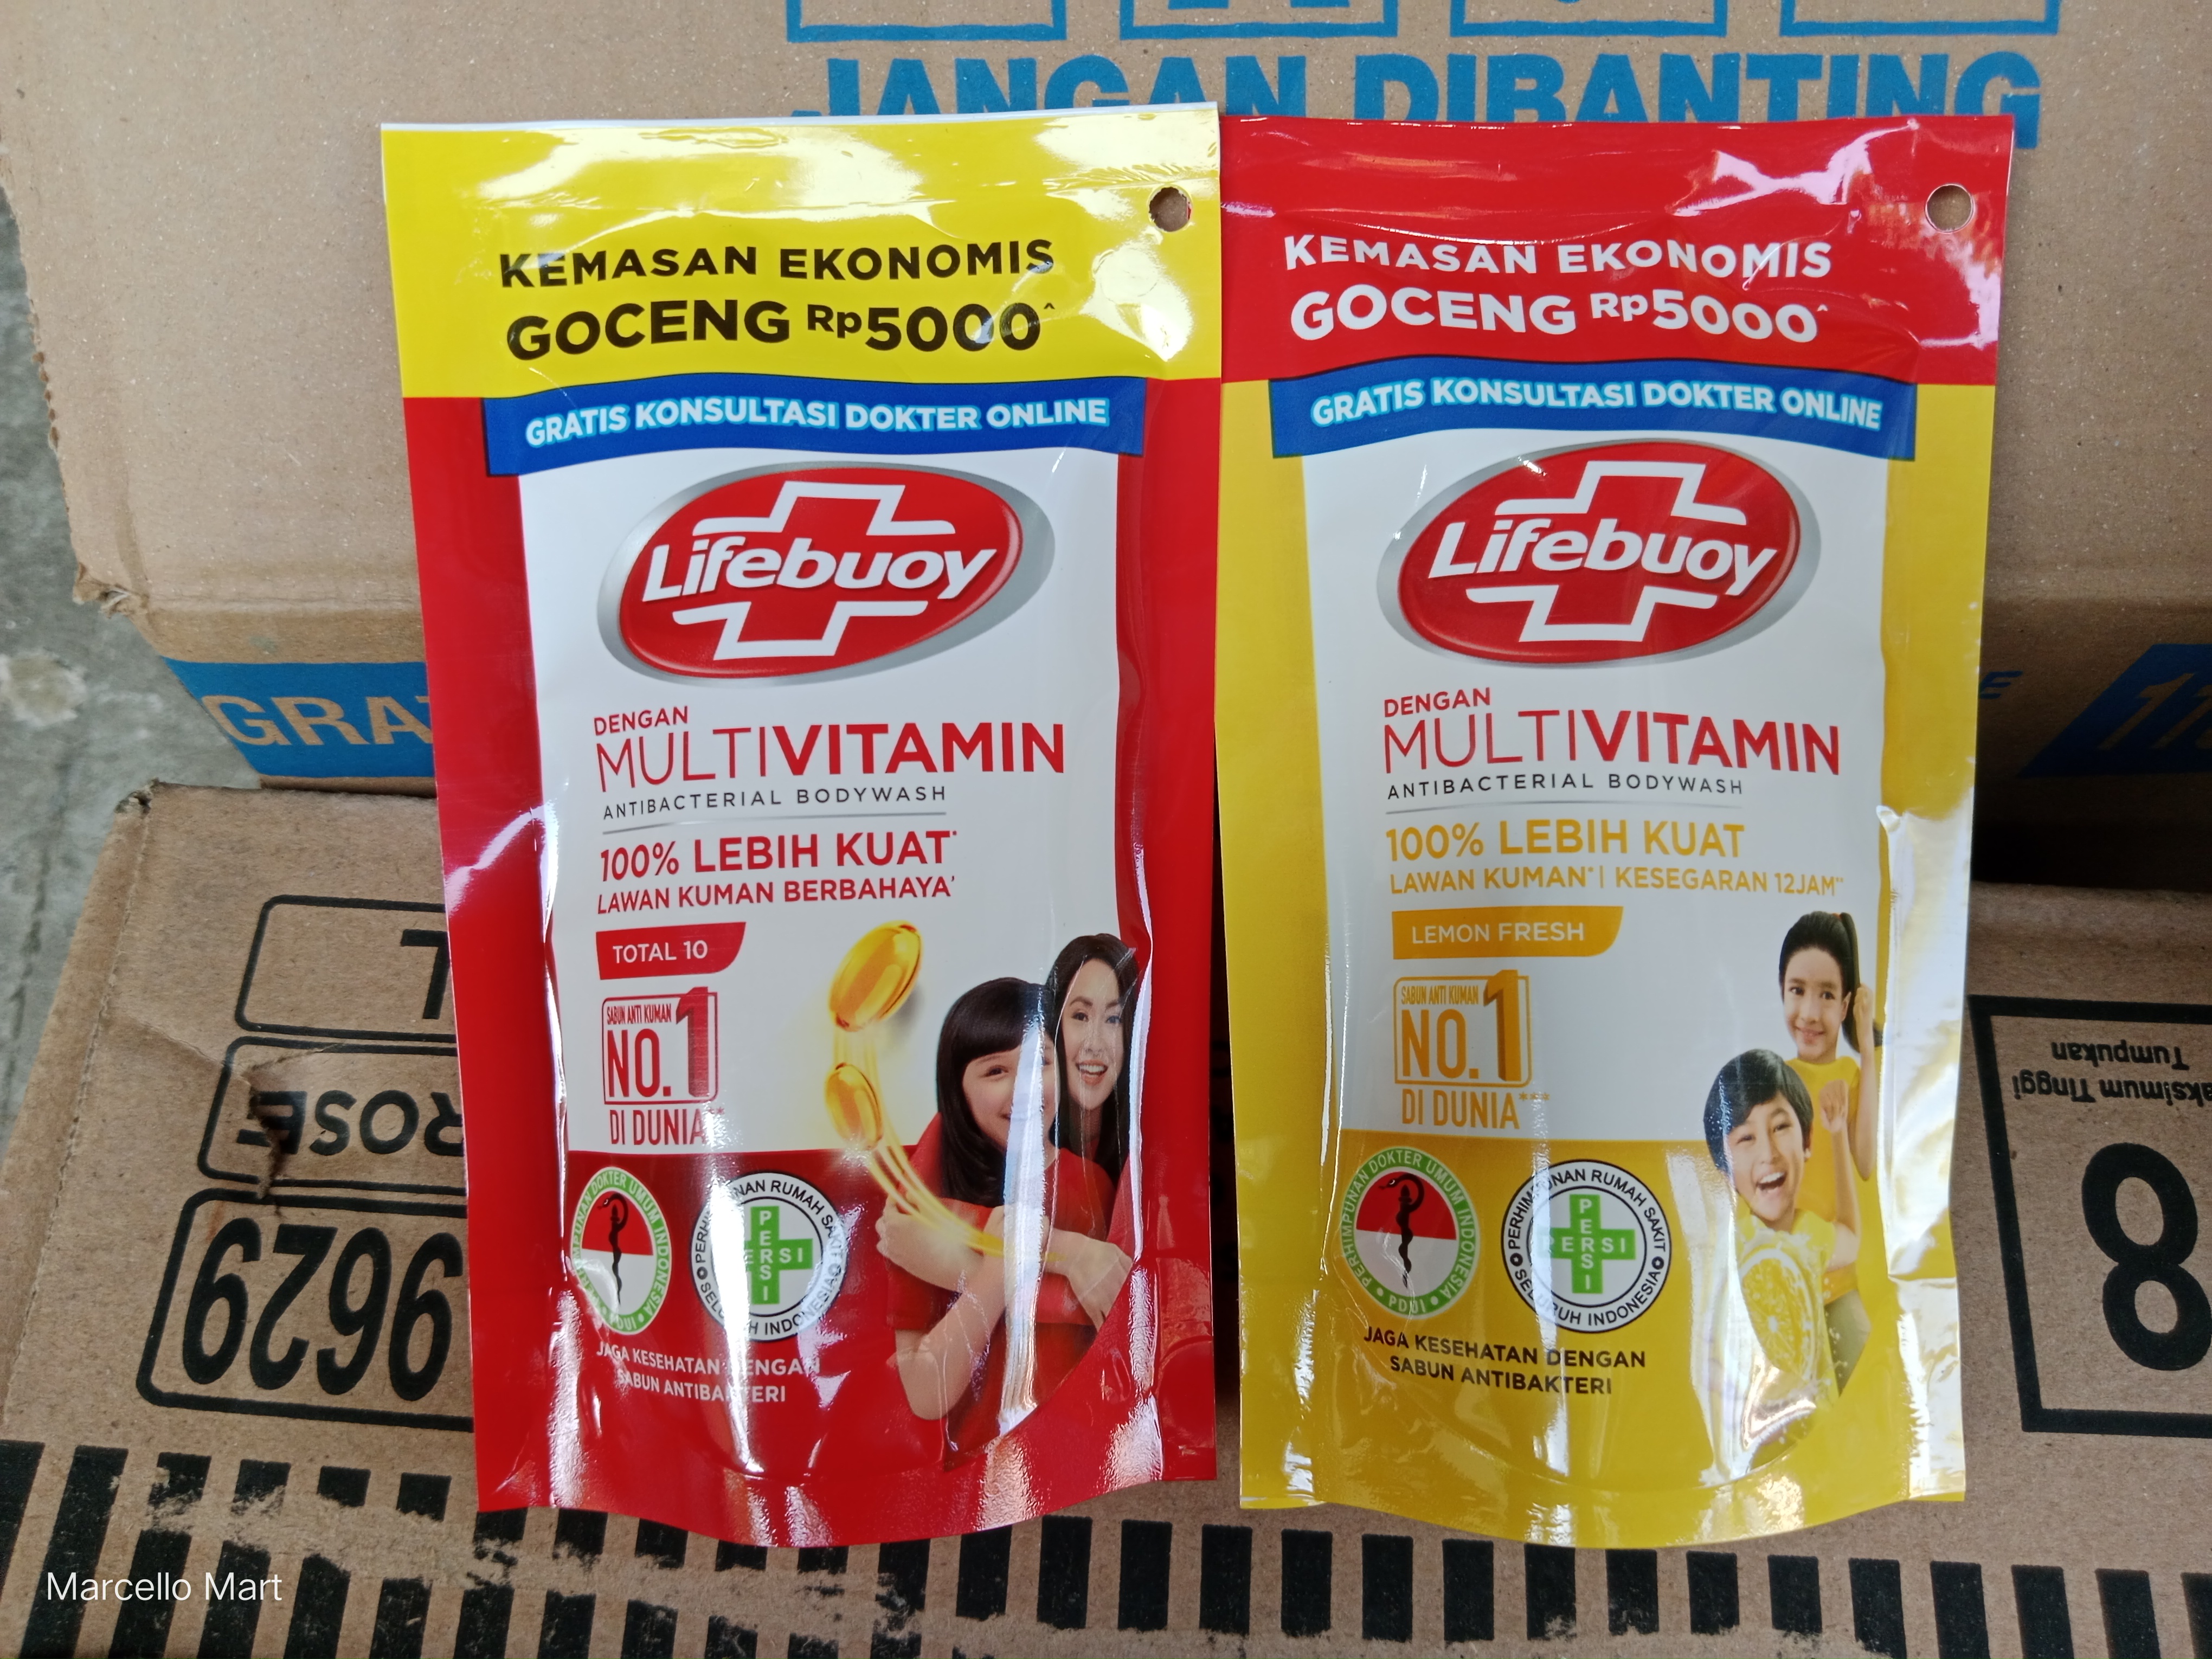 JANGAN DIBANTING
KEMASAN EKONOMIS
GOCENG Rp5000^
GRATIS KONSULTASI DOKTER ONLINE
Lifebuoy
DENGAN
MULTIVITAMIN
ANTIBACTERIAL BODYWASH
100% LEBIH KUAT*
LAWAN KUMAN BERBAHAYA'
TOTAL 10
SABUN ANTI KUMAN
NO.1
DI DUNIA**
PERHIMPUNAN DOKTER UMUM INDONESIA
PDUI
PERHIMPUNAN RUMAH SAKIT SELURUH INDONESIA
PERSI
PERSI
JAGA KESEHATAN DENGAN
SABUN ANTIBAKTERI
KEMASAN EKONOMIS
GOCENG Rp5000^
GRATIS KONSULTASI DOKTER ONLINE
Lifebuoy
DENGAN
MULTIVITAMIN
ANTIBACTERIAL BODYWASH
100% LEBIH KUAT
LAWAN KUMAN* | KESEGARAN 12JAM**
LEMON FRESH
SABUN ANTI KUMAN
NO.1
DI DUNIA***
PERHIMPUNAN DOKTER UMUM INDONESIA
PDUI
PERHIMPUNAN RUMAH SAKIT SELURUH INDONESIA
PERSI
PERSI
JAGA KESEHATAN DENGAN
SABUN ANTIBAKTERI
9629
Tinggi
Tumpukan
8
Marcello Mart